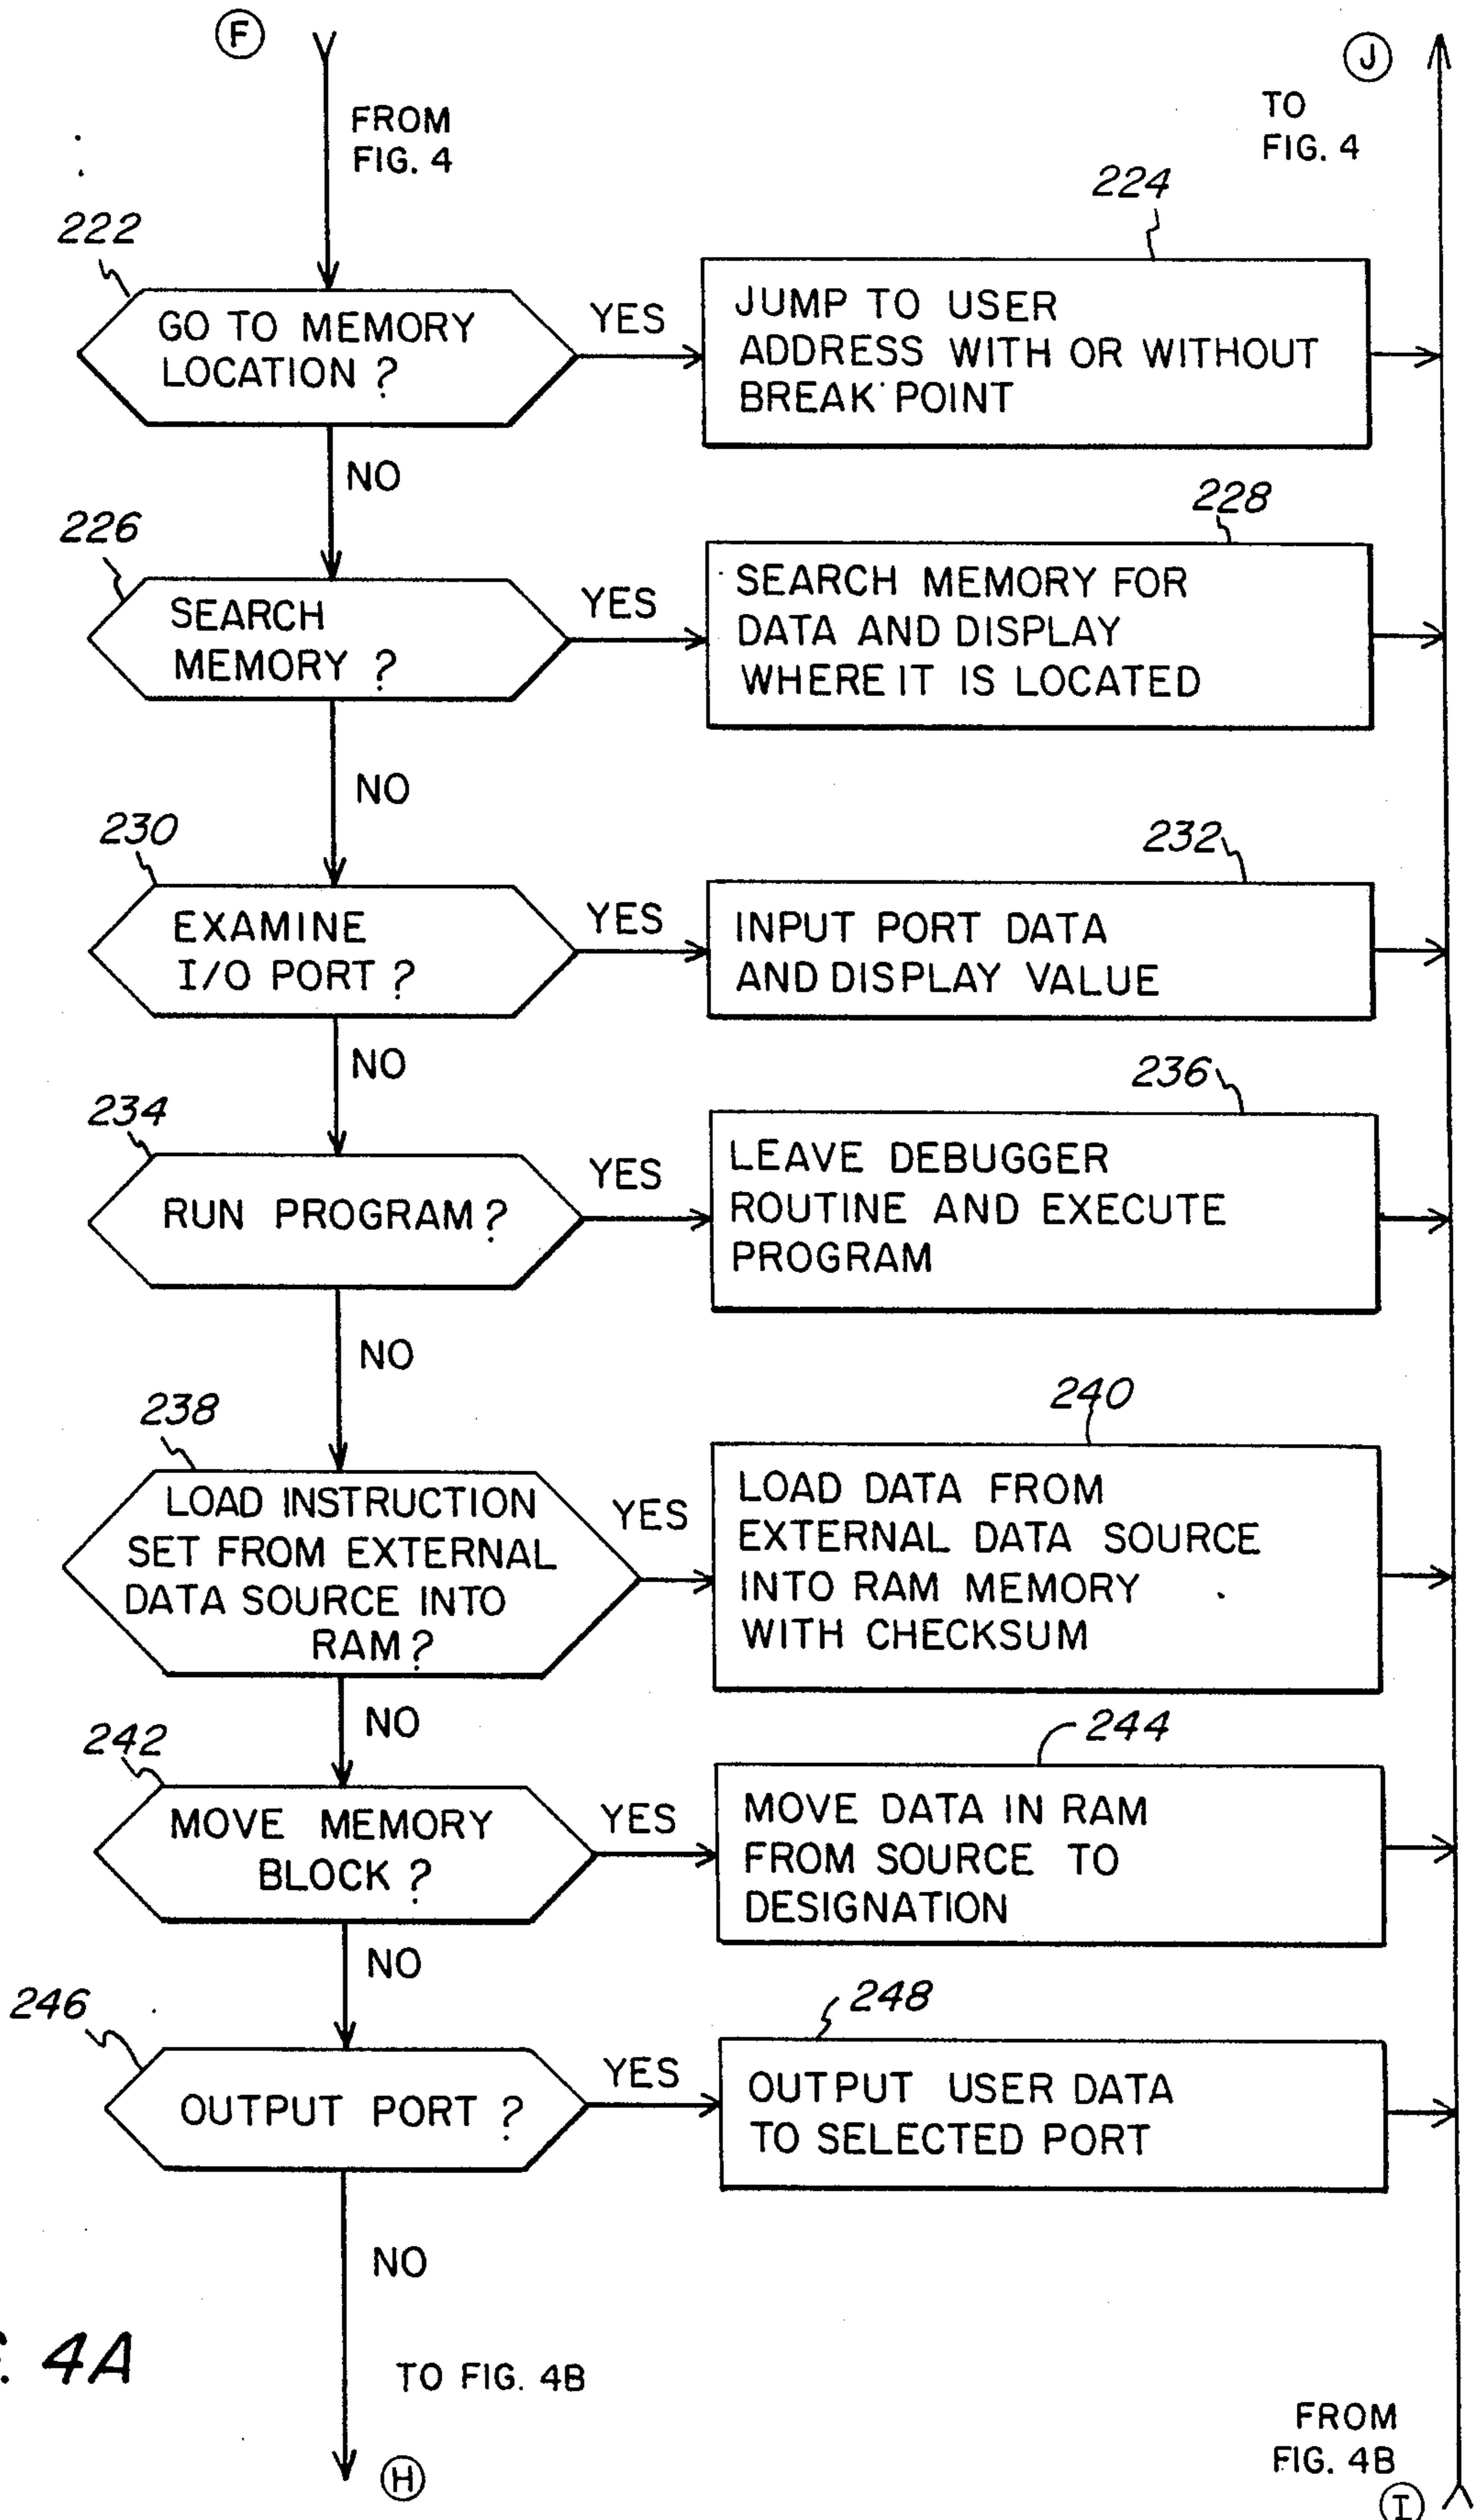 F
J
FROM
FIG. 4
TO
FIG. 4
222
224
GO TO MEMORY
LOCATION ?
YES
JUMP TO USER
ADDRESS WITH OR WITHOUT
BREAK POINT
NO
226
228
SEARCH
MEMORY ?
YES
SEARCH MEMORY FOR
DATA AND DISPLAY
WHERE IT IS LOCATED
NO
230
232
EXAMINE
I/O PORT ?
YES
INPUT PORT DATA
AND DISPLAY VALUE
NO
234
236
RUN PROGRAM ?
YES
LEAVE DEBUGGER
ROUTINE AND EXECUTE
PROGRAM
NO
238
240
LOAD INSTRUCTION
SET FROM EXTERNAL
DATA SOURCE INTO
RAM ?
YES
LOAD DATA FROM
EXTERNAL DATA SOURCE
INTO RAM MEMORY
WITH CHECKSUM
NO
242
244
MOVE MEMORY
BLOCK ?
YES
MOVE DATA IN RAM
FROM SOURCE TO
DESIGNATION
NO
246
248
OUTPUT PORT ?
YES
OUTPUT USER DATA
TO SELECTED PORT
NO
4A
TO FIG. 4B
H
FROM
FIG. 4B
I